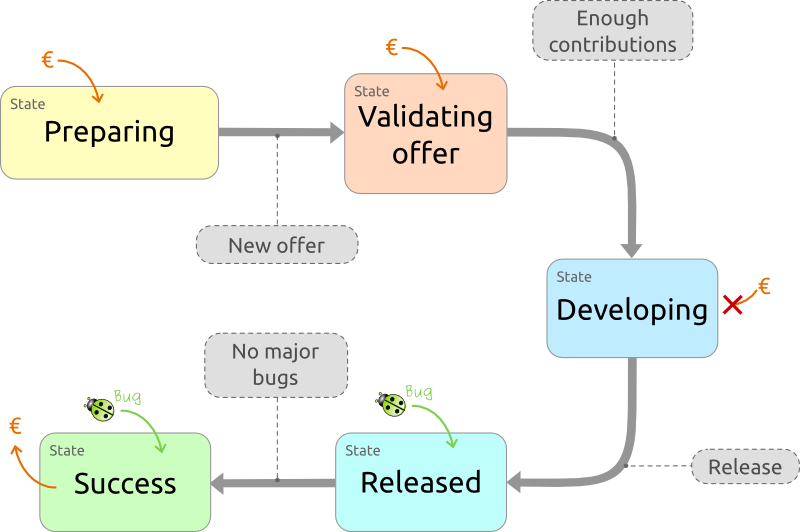 Enough
contributions
€
€
State
Preparing
State
Validating
offer
New offer
State
Developing
€
No major
bugs
Bug
Bug
€
State
Success
State
Released
Release